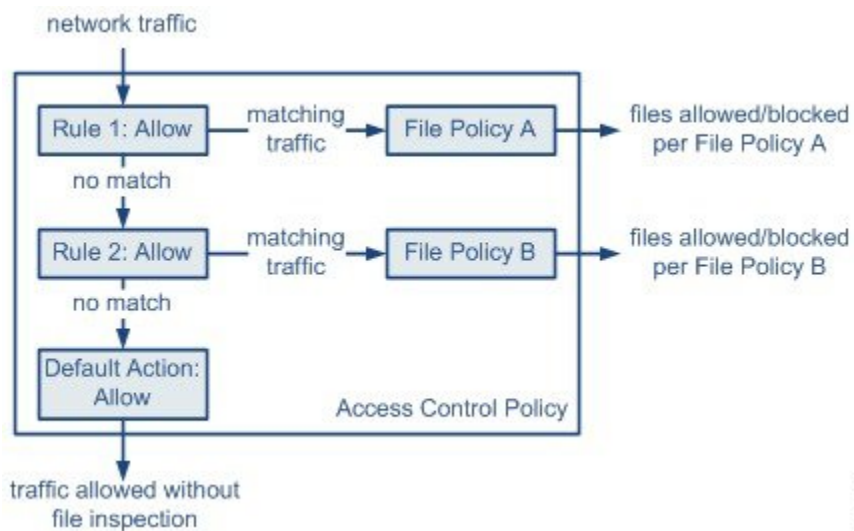 network traffic
Rule 1: Allow
matching
traffic
File Policy A
files allowed/blocked
per File Policy A
no match
Rule 2: Allow
matching
traffic
File Policy B
files allowed/blocked
per File Policy B
no match
Default Action:
Allow
Access Control Policy
traffic allowed without
file inspection